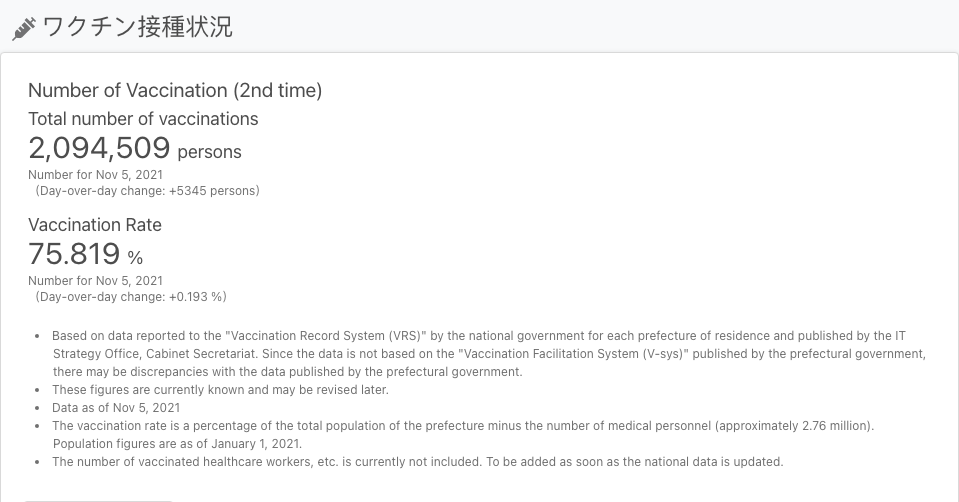 ワクチン接種状況
Number of Vaccination (2nd time)
Total number of vaccinations
2,094,509 persons
Number for Nov 5, 2021
(Day-over-day change: +5345 persons)
Vaccination Rate
75.819 %
Number for Nov 5, 2021
(Day-over-day change: +0.193 %)
• Based on data reported to the "Vaccination Record System (VRS)" by the national government for each prefecture of residence and published by the IT
Strategy Office, Cabinet Secretariat. Since the data is not based on the "Vaccination Facilitation System (V-sys)" published by the prefectural government,
there may be discrepancies with the data published by the prefectural government.
• These figures are currently known and may be revised later.
• Data as of Nov 5, 2021
• The vaccination rate is a percentage of the total population of the prefecture minus the number of medical personnel (approximately 2.76 million).
Population figures are as of January 1, 2021.
• The number of vaccinated healthcare workers, etc. is currently not included. To be added as soon as the national data is updated.